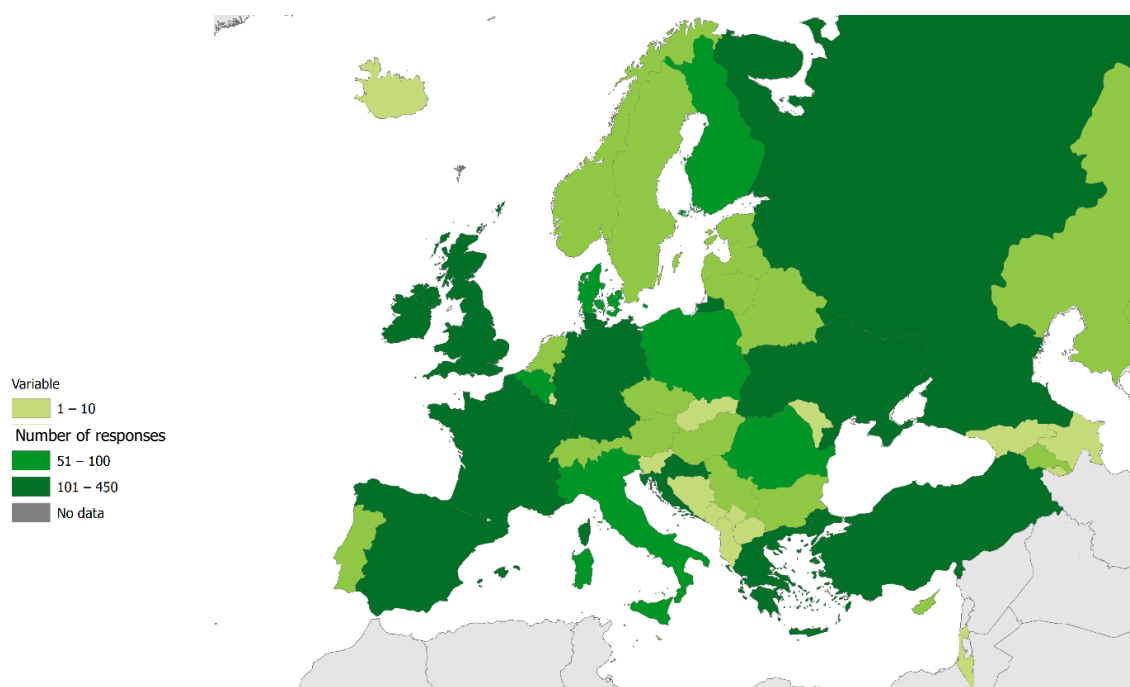 Variable
1 – 10
Number of responses
51 – 100
101 – 450
No data